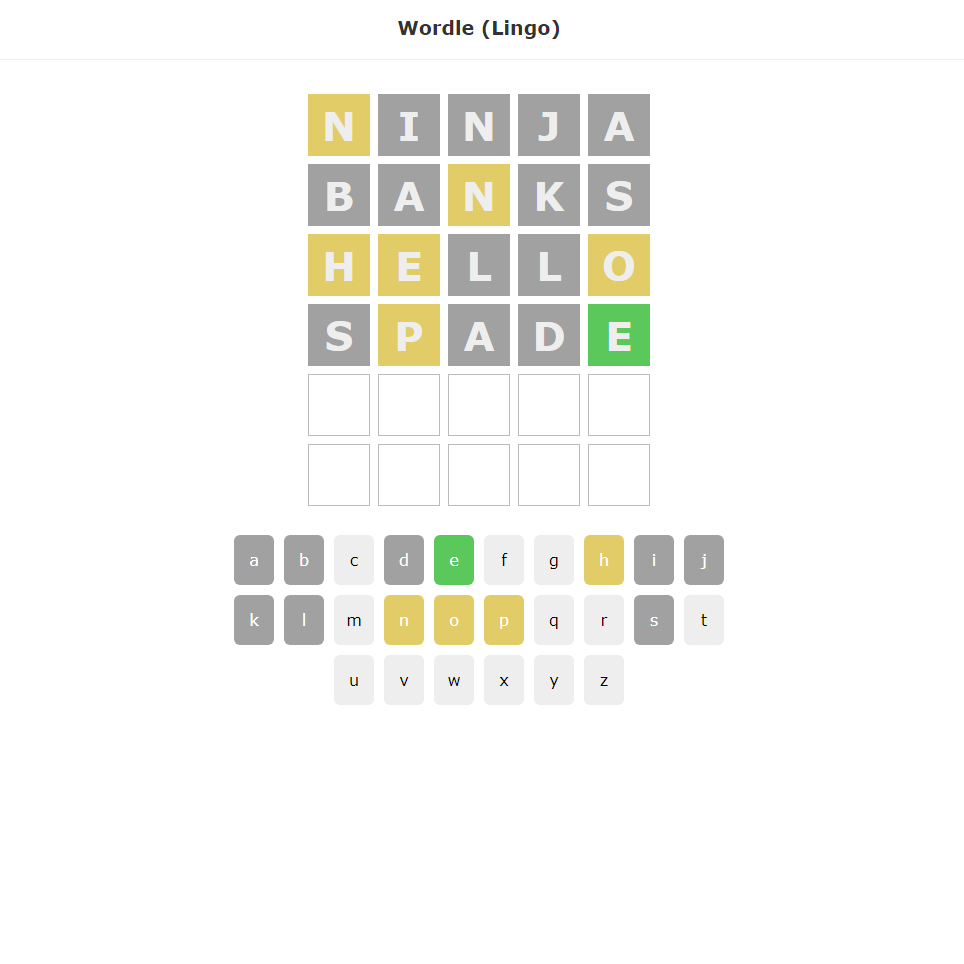 Wordle (Lingo)
N I N J A
B A N K S
H E L L O
S P A D E
a b c d e f g h i j
k l m n o p q r s t
u v w x y z